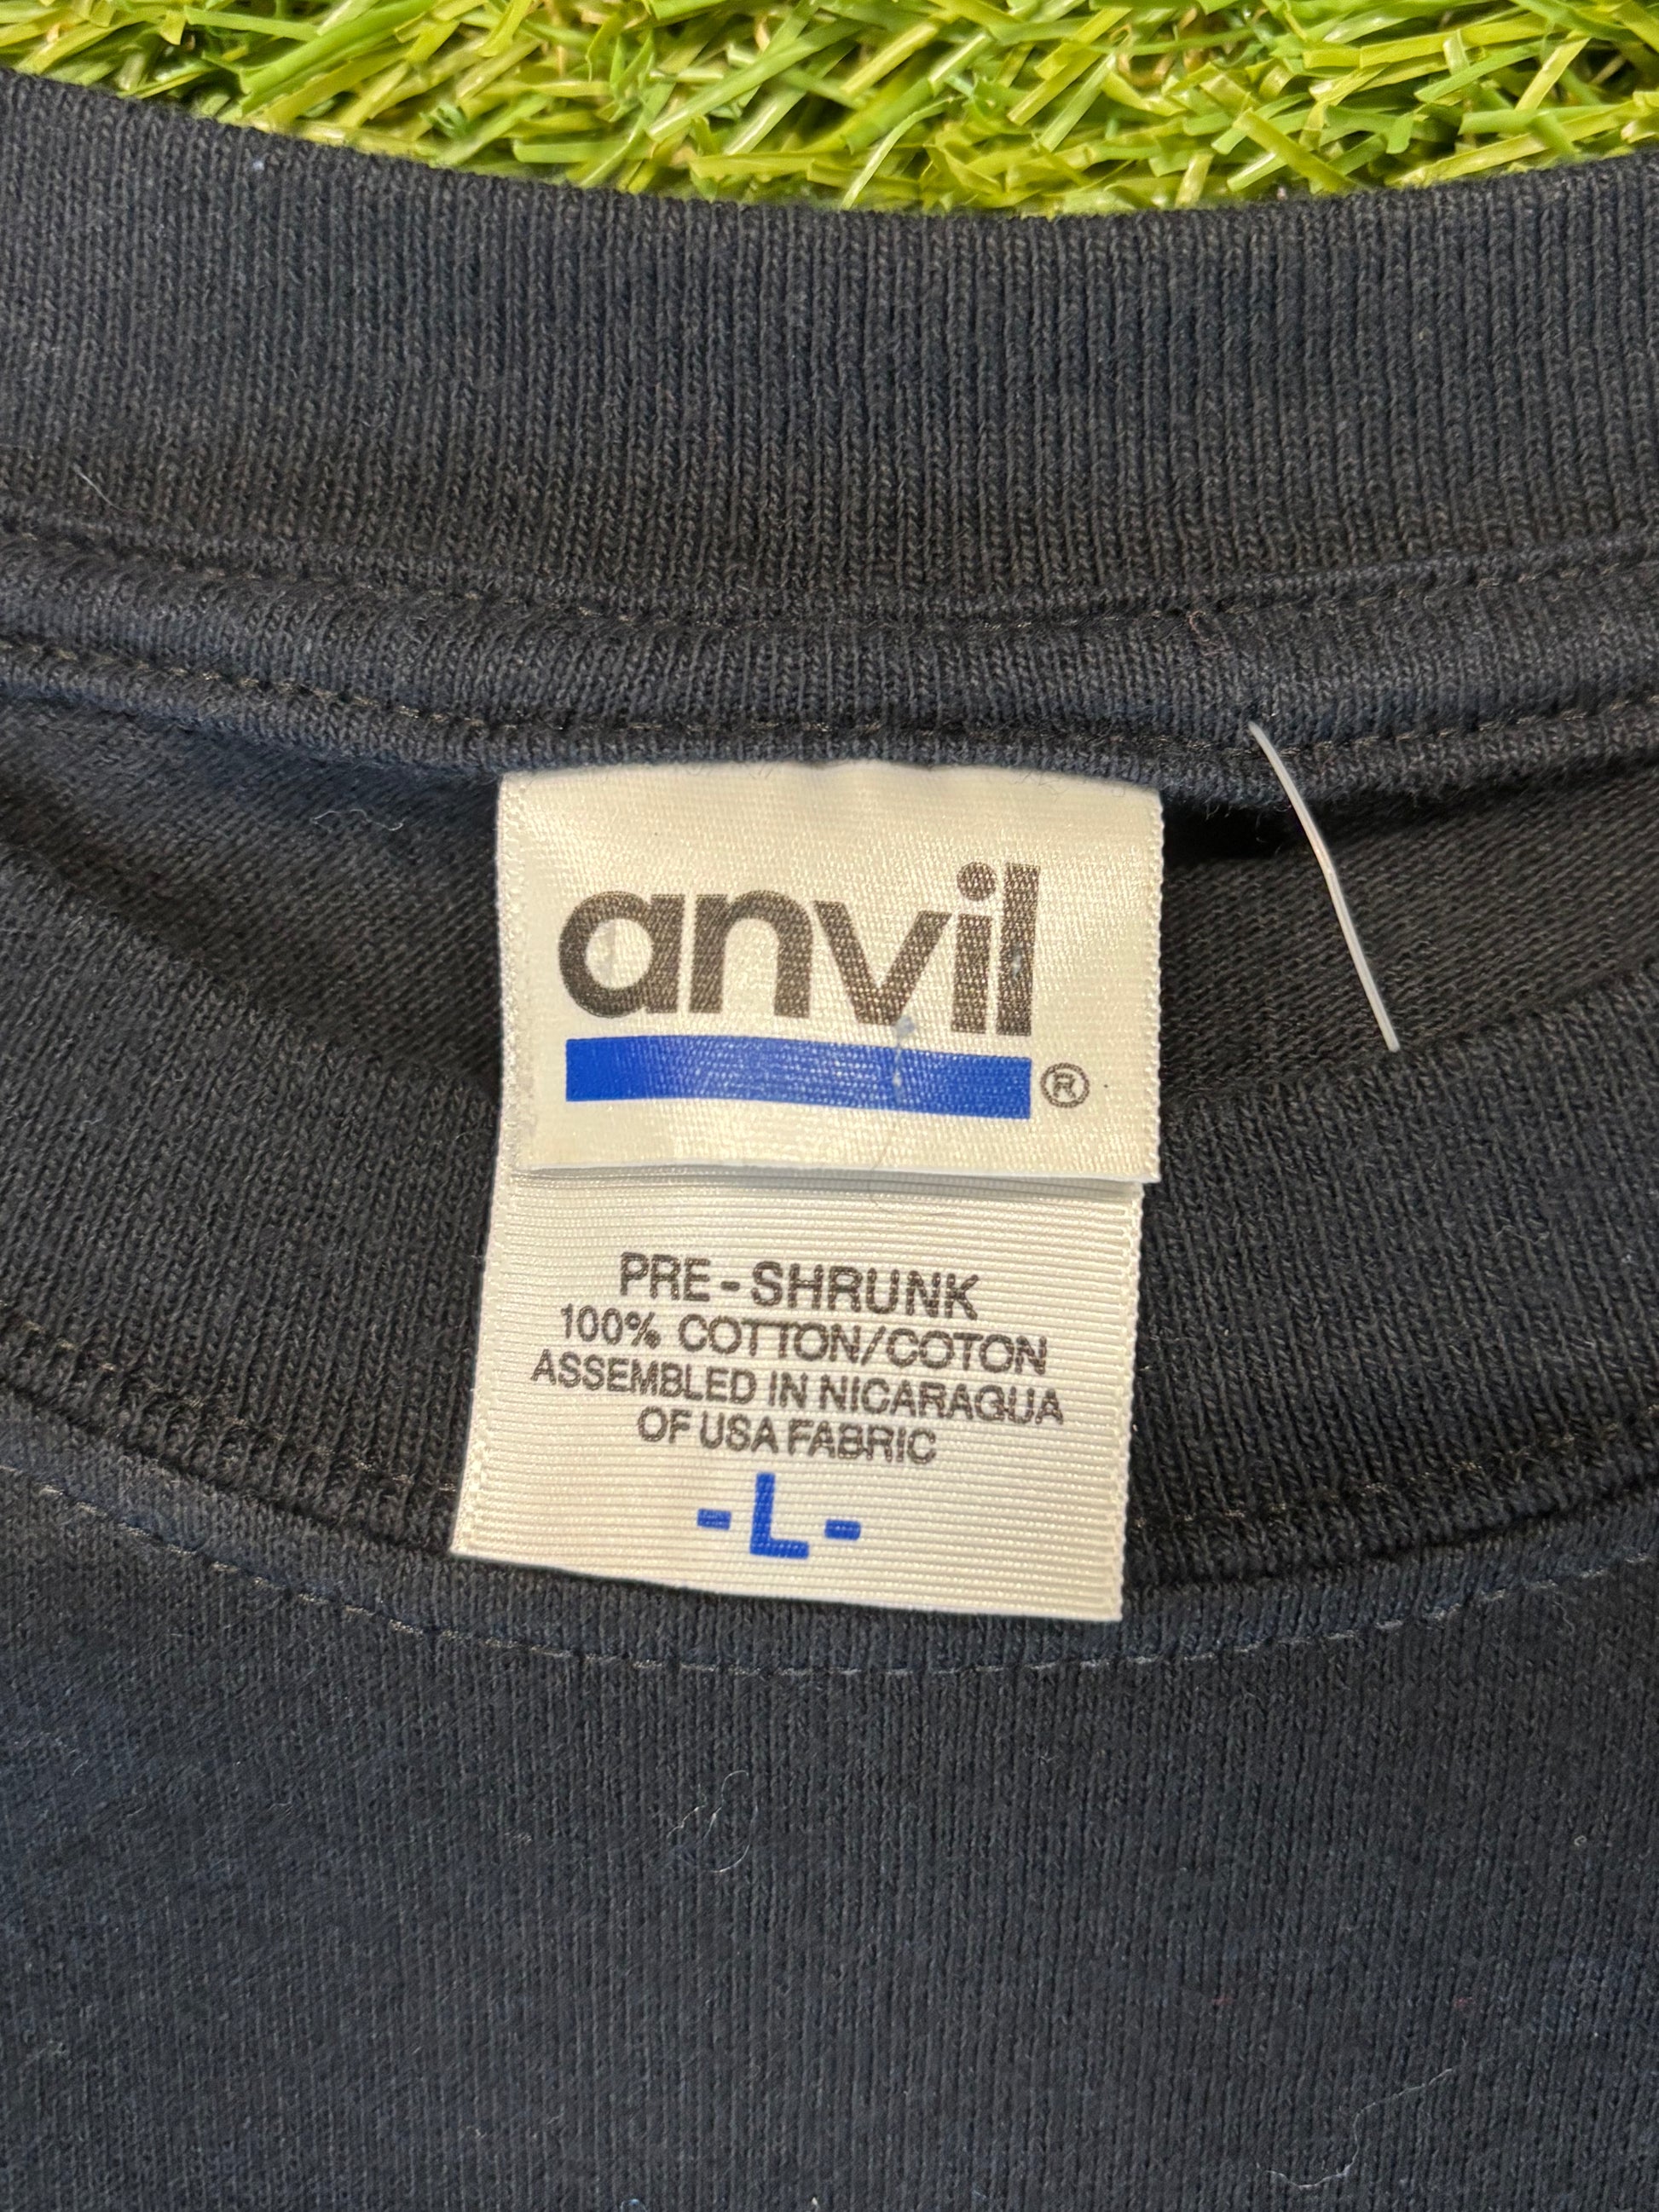 anvil
®
PRE-SHRUNK
100% COTTON/COTON
ASSEMBLED IN NICARAGUA
OF USA FABRIC
-L-